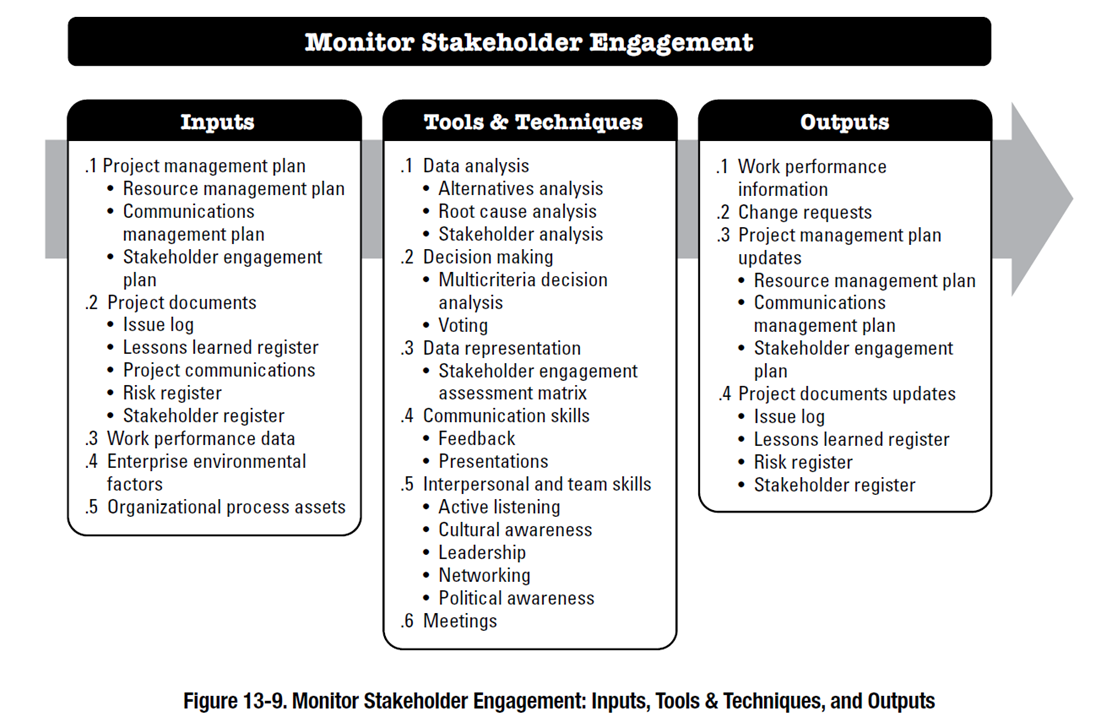 Monitor Stakeholder Engagement
Inputs
.1 Project management plan
• Resource management plan
• Communications
management plan
• Stakeholder engagement
plan
.2 Project documents
• Issue log
• Lessons learned register
• Project communications
• Risk register
• Stakeholder register
.3 Work performance data
.4 Enterprise environmental
factors
.5 Organizational process assets
Tools & Techniques
.1 Data analysis
• Alternatives analysis
• Root cause analysis
• Stakeholder analysis
.2 Decision making
• Multicriteria decision
analysis
• Voting
.3 Data representation
• Stakeholder engagement
assessment matrix
.4 Communication skills
• Feedback
• Presentations
.5 Interpersonal and team skills
• Active listening
• Cultural awareness
• Leadership
• Networking
• Political awareness
.6 Meetings
Outputs
.1 Work performance
information
.2 Change requests
.3 Project management plan
updates
• Resource management plan
• Communications
management plan
• Stakeholder engagement
plan
.4 Project documents updates
• Issue log
• Lessons learned register
• Risk register
• Stakeholder register
Figure 13-9. Monitor Stakeholder Engagement: Inputs, Tools & Techniques, and Outputs